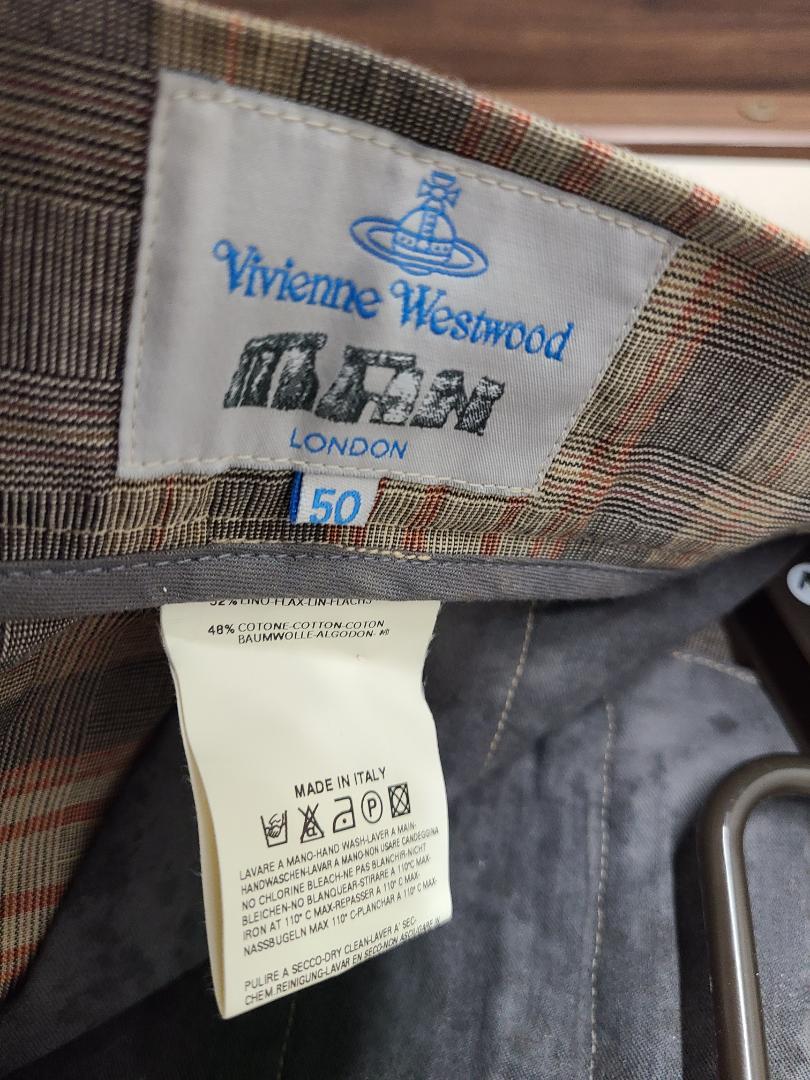 Vivienne Westwood
MAN
LONDON
50
52% LINO-FLAX-LIN-FLACHS
48% COTONE-COTTON-COTON
BAUMWOLLE-ALGODON-
MADE IN ITALY
P
LAVARE A MANO-HAND WASH-LAVER A MAIN-
HANDWASCHEN-LAVAR A MANO-NON USARE CANDEGGINA
NO CHLORINE BLEACH-NE PAS BLANCHIR-NICHT
BLEICHEN-NO BLANQUEAR-STIRARE A 110°C MAX-
IRON AT 110° C MAX-REPASSER A 110° C MAX-
NASSBUGELN MAX 110° C-PLANCHAR A 110° C MAX-
PULIRE A SECCO-DRY CLEAN-LAVER A' SEC-
CHEM.REINIGUNG-LAVAR EN SECO-NON ASCIUGARE IN